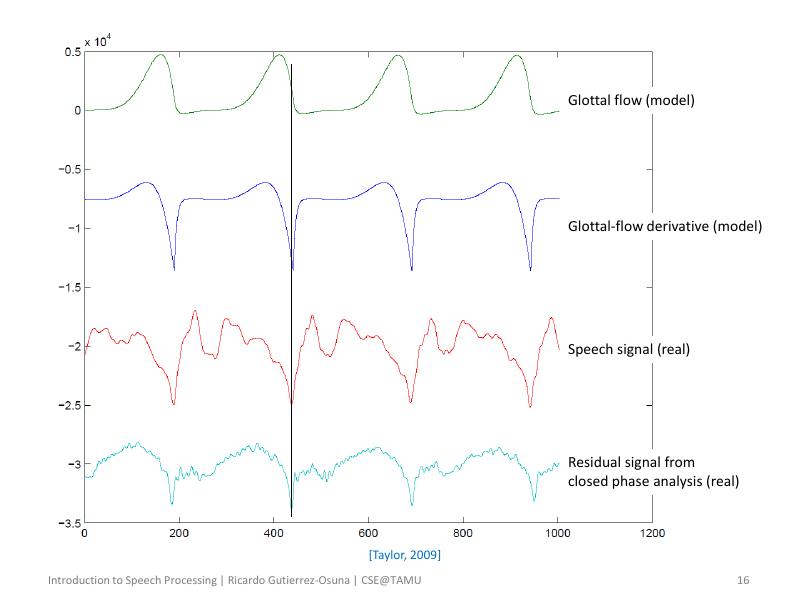 x 10^4
0.5
0
−0.5
−1
−1.5
−2
−2.5
−3
−3.5
0 200 400 600 800 1000 1200
Glottal flow (model)
Glottal-flow derivative (model)
Speech signal (real)
Residual signal from
closed phase analysis (real)
[Taylor, 2009]
Introduction to Speech Processing | Ricardo Gutierrez-Osuna | CSE@TAMU 16